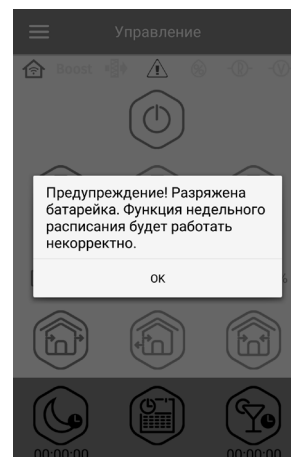 Управление
Boost
Предупреждение! Разряжена
батарейка. Функция недельного
расписания будет работать
некорректно.
OK
%
00:00:00
00:00:00